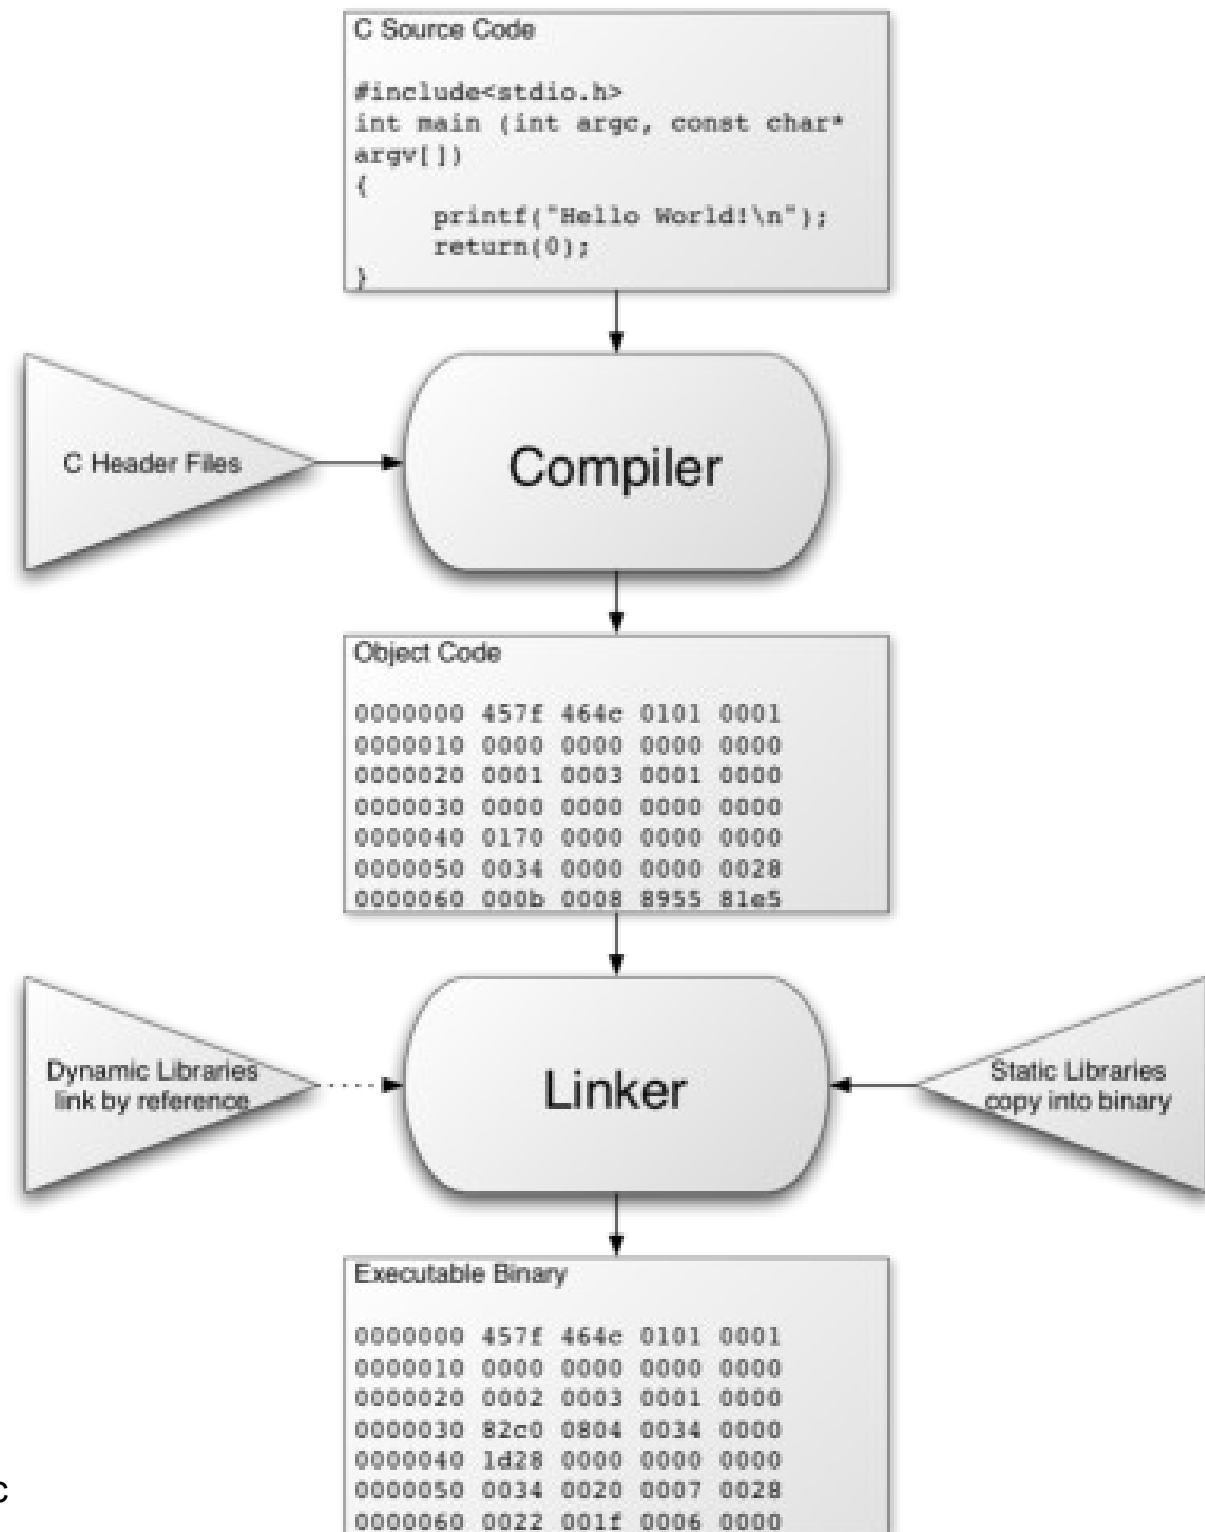 C Source Code
#include<stdio.h>
int main (int argc, const char*
argv[])
{
printf("Hello World!\n");
return(0);
}
C Header Files
Compiler
Object Code
0000000 457f 464c 0101 0001
0000010 0000 0000 0000 0000
0000020 0001 0003 0001 0000
0000030 0000 0000 0000 0000
0000040 0170 0000 0000 0000
0000050 0034 0000 0000 0028
0000060 000b 0008 8955 81e5
Dynamic Libraries
link by reference
Linker
Static Libraries
copy into binary
Executable Binary
0000000 457f 464c 0101 0001
0000010 0000 0000 0000 0000
0000020 0002 0003 0001 0000
0000030 82c0 0804 0034 0000
0000040 1d28 0000 0000 0000
0000050 0034 0020 0007 0028
0000060 0022 001f 0006 0000
c